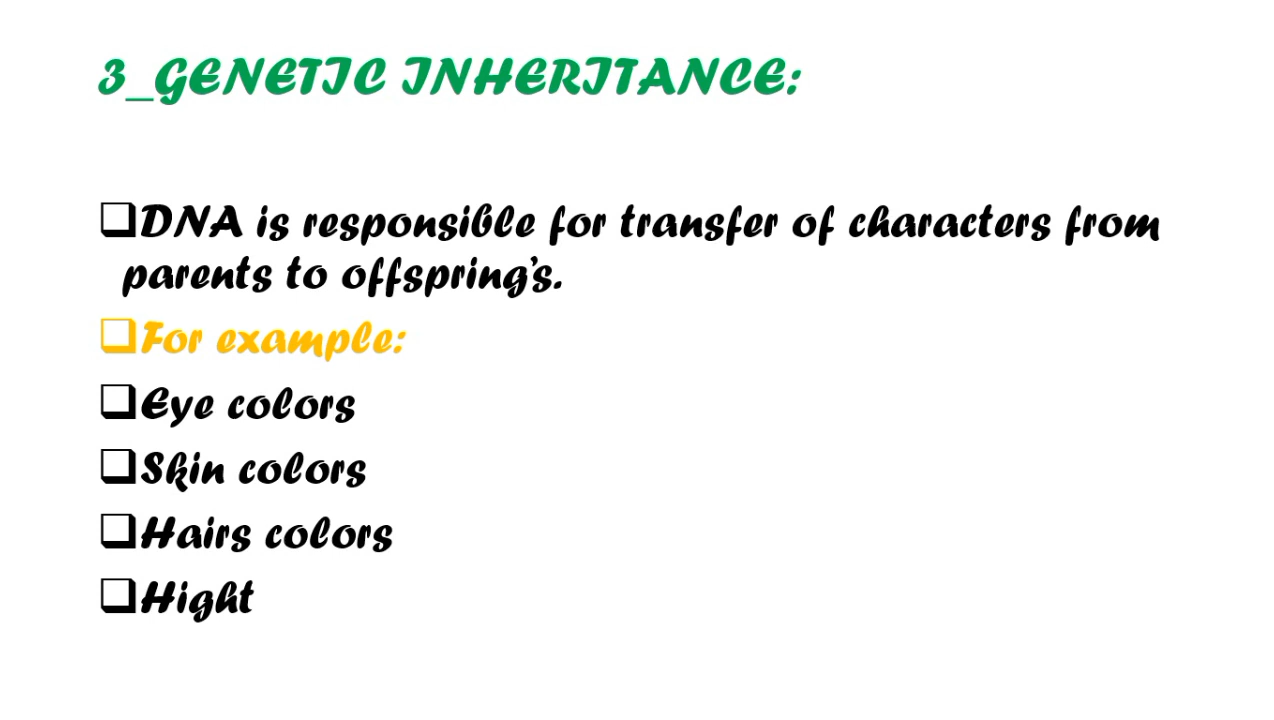 3_GENETIC INHERITANCE:
❑DNA is responsible for transfer of characters from
parents to offspring's.
❑For example:
❑Eye colors
❑Skin colors
❑Hairs colors
❑Hight